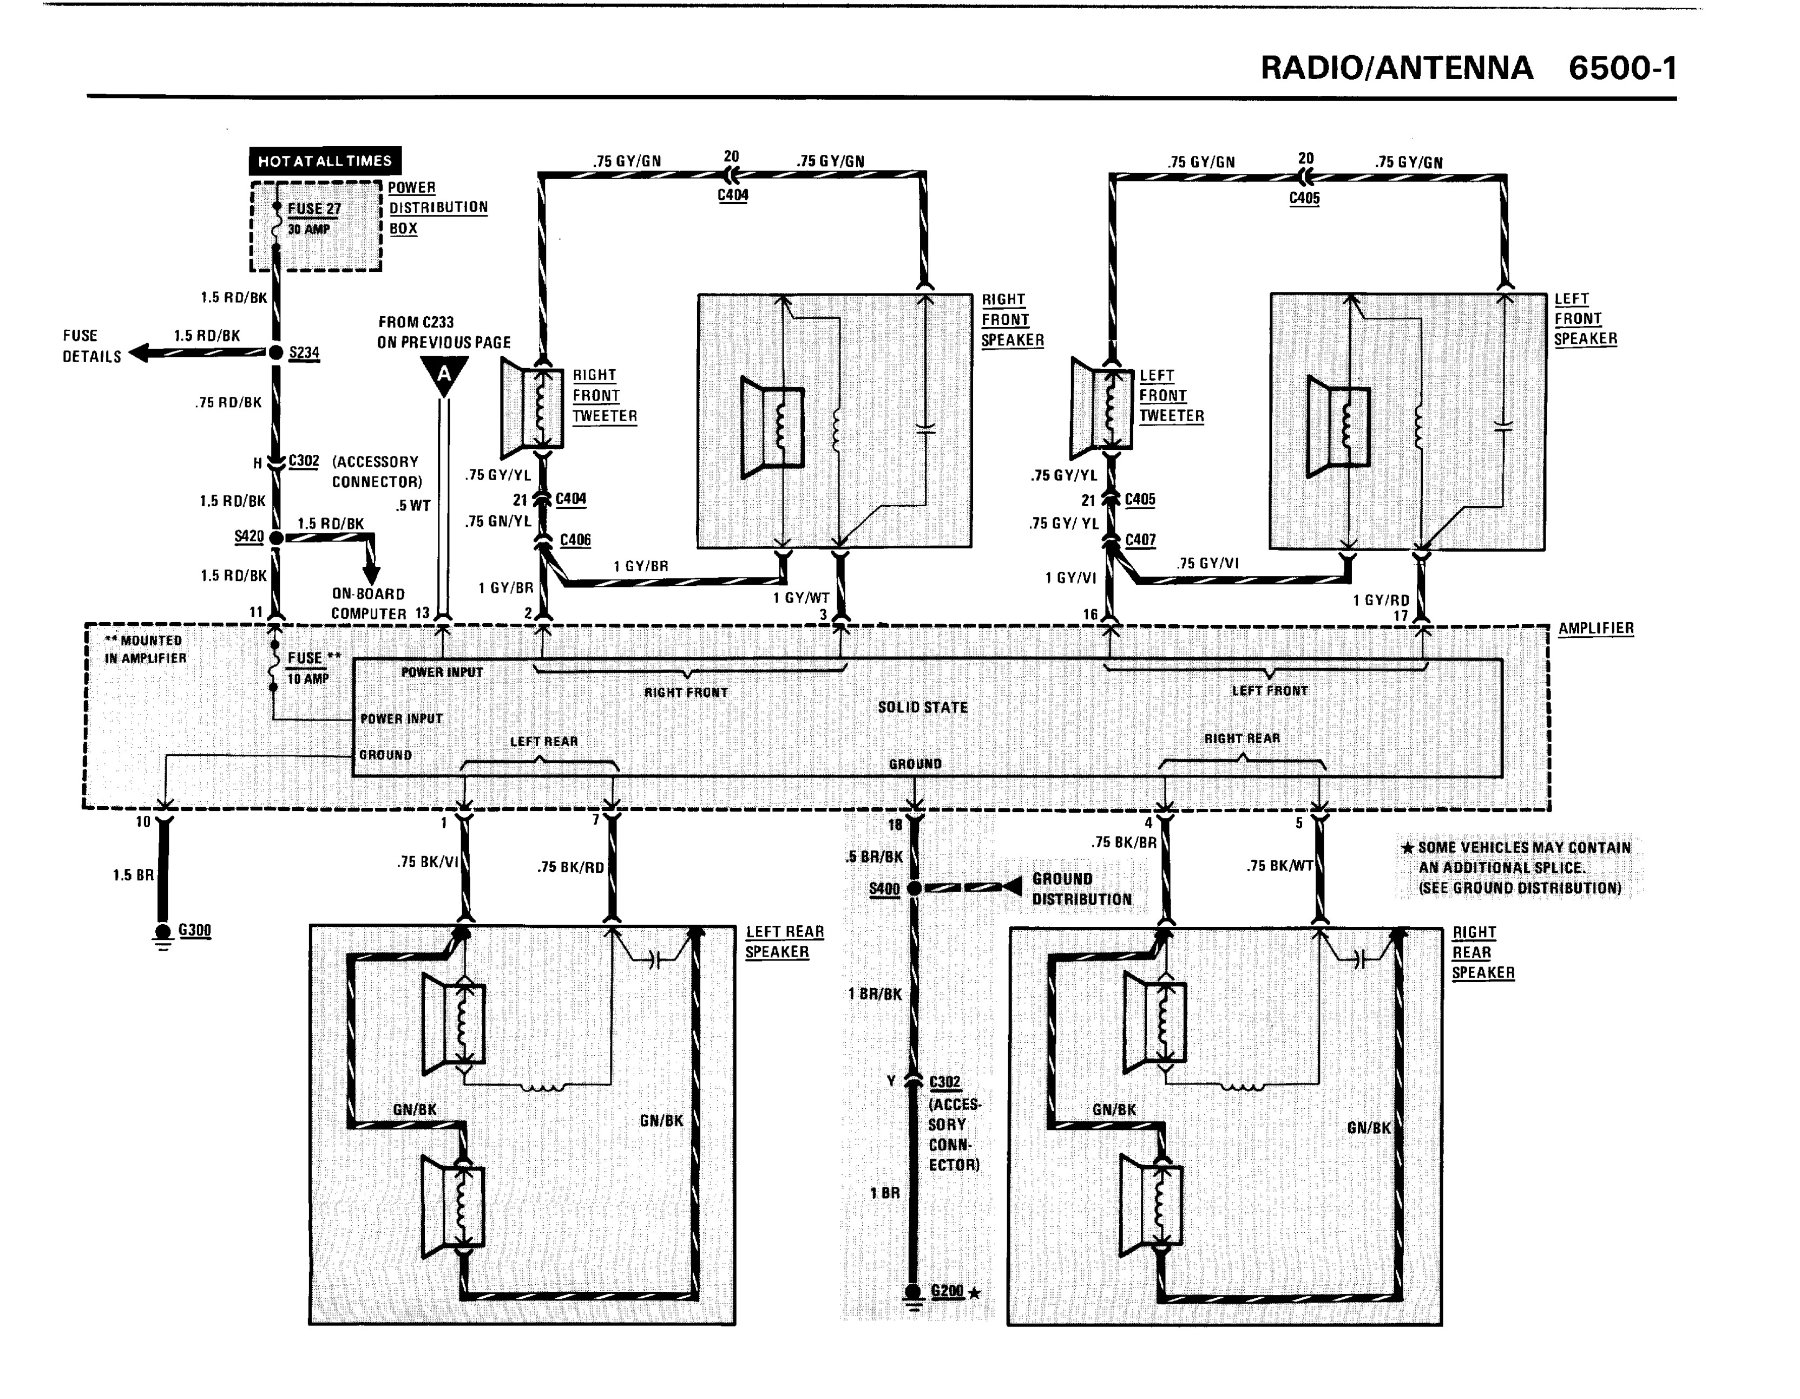 RADIO/ANTENNA 6500-1
HOT AT ALL TIMES
POWER
DISTRIBUTION
BOX
FUSE 27
30 AMP
1.5 RD/BK
FUSE
DETAILS
1.5 RD/BK
S234
.75 RD/BK
H
C302
(ACCESSORY
CONNECTOR)
1.5 RD/BK
S420
1.5 RD/BK
1.5 RD/BK
ON-BOARD
COMPUTER
11
FROM C233
ON PREVIOUS PAGE
A
.5 WT
13
.75 GY/GN
20
.75 GY/GN
C404
RIGHT
FRONT
TWEETER
.75 GY/YL
21
C404
.75 GN/YL
C406
1 GY/BR
1 GY/BR
2
RIGHT
FRONT
SPEAKER
1 GY/WT
3
.75 GY/GN
20
.75 GY/GN
C405
LEFT
FRONT
TWEETER
.75 GY/YL
21
C405
.75 GY/ YL
C407
.75 GY/VI
1 GY/VI
16
LEFT
FRONT
SPEAKER
1 GY/RD
17
AMPLIFIER
** MOUNTED
IN AMPLIFIER
FUSE **
10 AMP
POWER INPUT
RIGHT FRONT
LEFT FRONT
SOLID STATE
POWER INPUT
GROUND
LEFT REAR
GROUND
RIGHT REAR
10
1.5 BR
G300
1
.75 BK/VI
7
.75 BK/RD
LEFT REAR
SPEAKER
GN/BK
GN/BK
18
.5 BR/BK
S400
GROUND
DISTRIBUTION
1 BR/BK
Y
C302
(ACCES-
SORY
CONN-
ECTOR)
1 BR
G200 ★
4
.75 BK/BR
5
.75 BK/WT
★ SOME VEHICLES MAY CONTAIN
AN ADDITIONAL SPLICE.
(SEE GROUND DISTRIBUTION)
RIGHT
REAR
SPEAKER
GN/BK
GN/BK